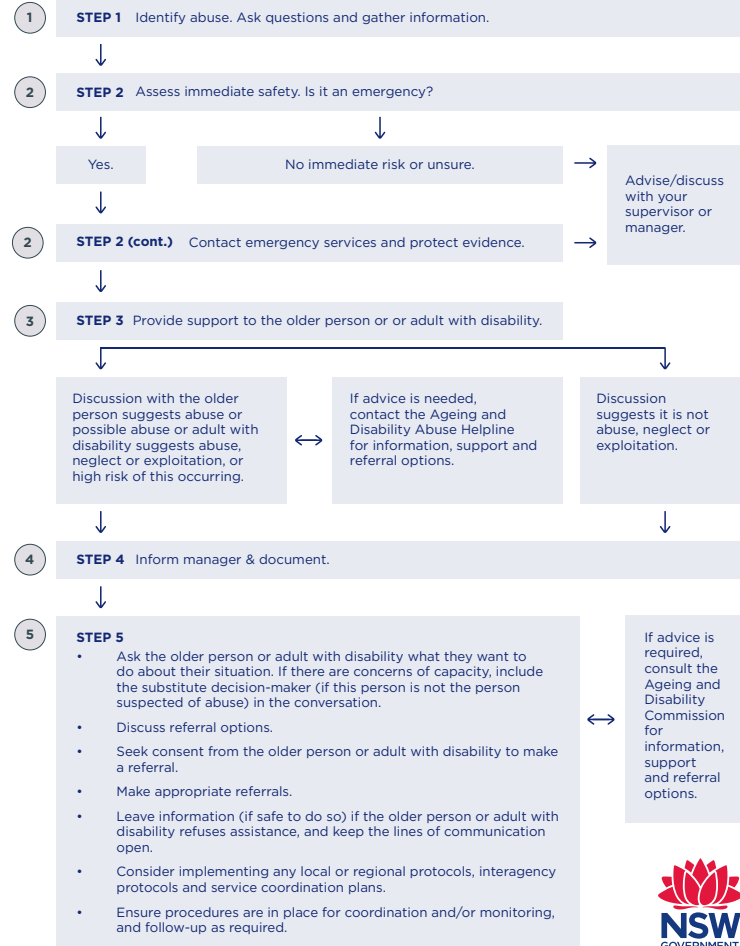 1
STEP 1 Identify abuse. Ask questions and gather information.
2
STEP 2 Assess immediate safety. Is it an emergency?
Yes.
No immediate risk or unsure.
Advise/discuss
with your
supervisor or
manager.
2
STEP 2 (cont.) Contact emergency services and protect evidence.
3
STEP 3 Provide support to the older person or or adult with disability.
Discussion with the older
person suggests abuse or
possible abuse or adult with
disability suggests abuse,
neglect or exploitation, or
high risk of this occurring.
If advice is needed,
contact the Ageing and
Disability Abuse Helpline
for information, support and
referral options.
Discussion
suggests it is not
abuse, neglect or
exploitation.
4
STEP 4 Inform manager & document.
5
STEP 5
• Ask the older person or adult with disability what they want to
do about their situation. If there are concerns of capacity, include
the substitute decision-maker (if this person is not the person
suspected of abuse) in the conversation.
• Discuss referral options.
• Seek consent from the older person or adult with disability to make
a referral.
• Make appropriate referrals.
• Leave information (if safe to do so) if the older person or adult with
disability refuses assistance, and keep the lines of communication
open.
• Consider implementing any local or regional protocols, interagency
protocols and service coordination plans.
• Ensure procedures are in place for coordination and/or monitoring,
and follow-up as required.
If advice is
required,
consult the
Ageing and
Disability
Commission
for
information,
support
and referral
options.
NSW
GOVERNMENT